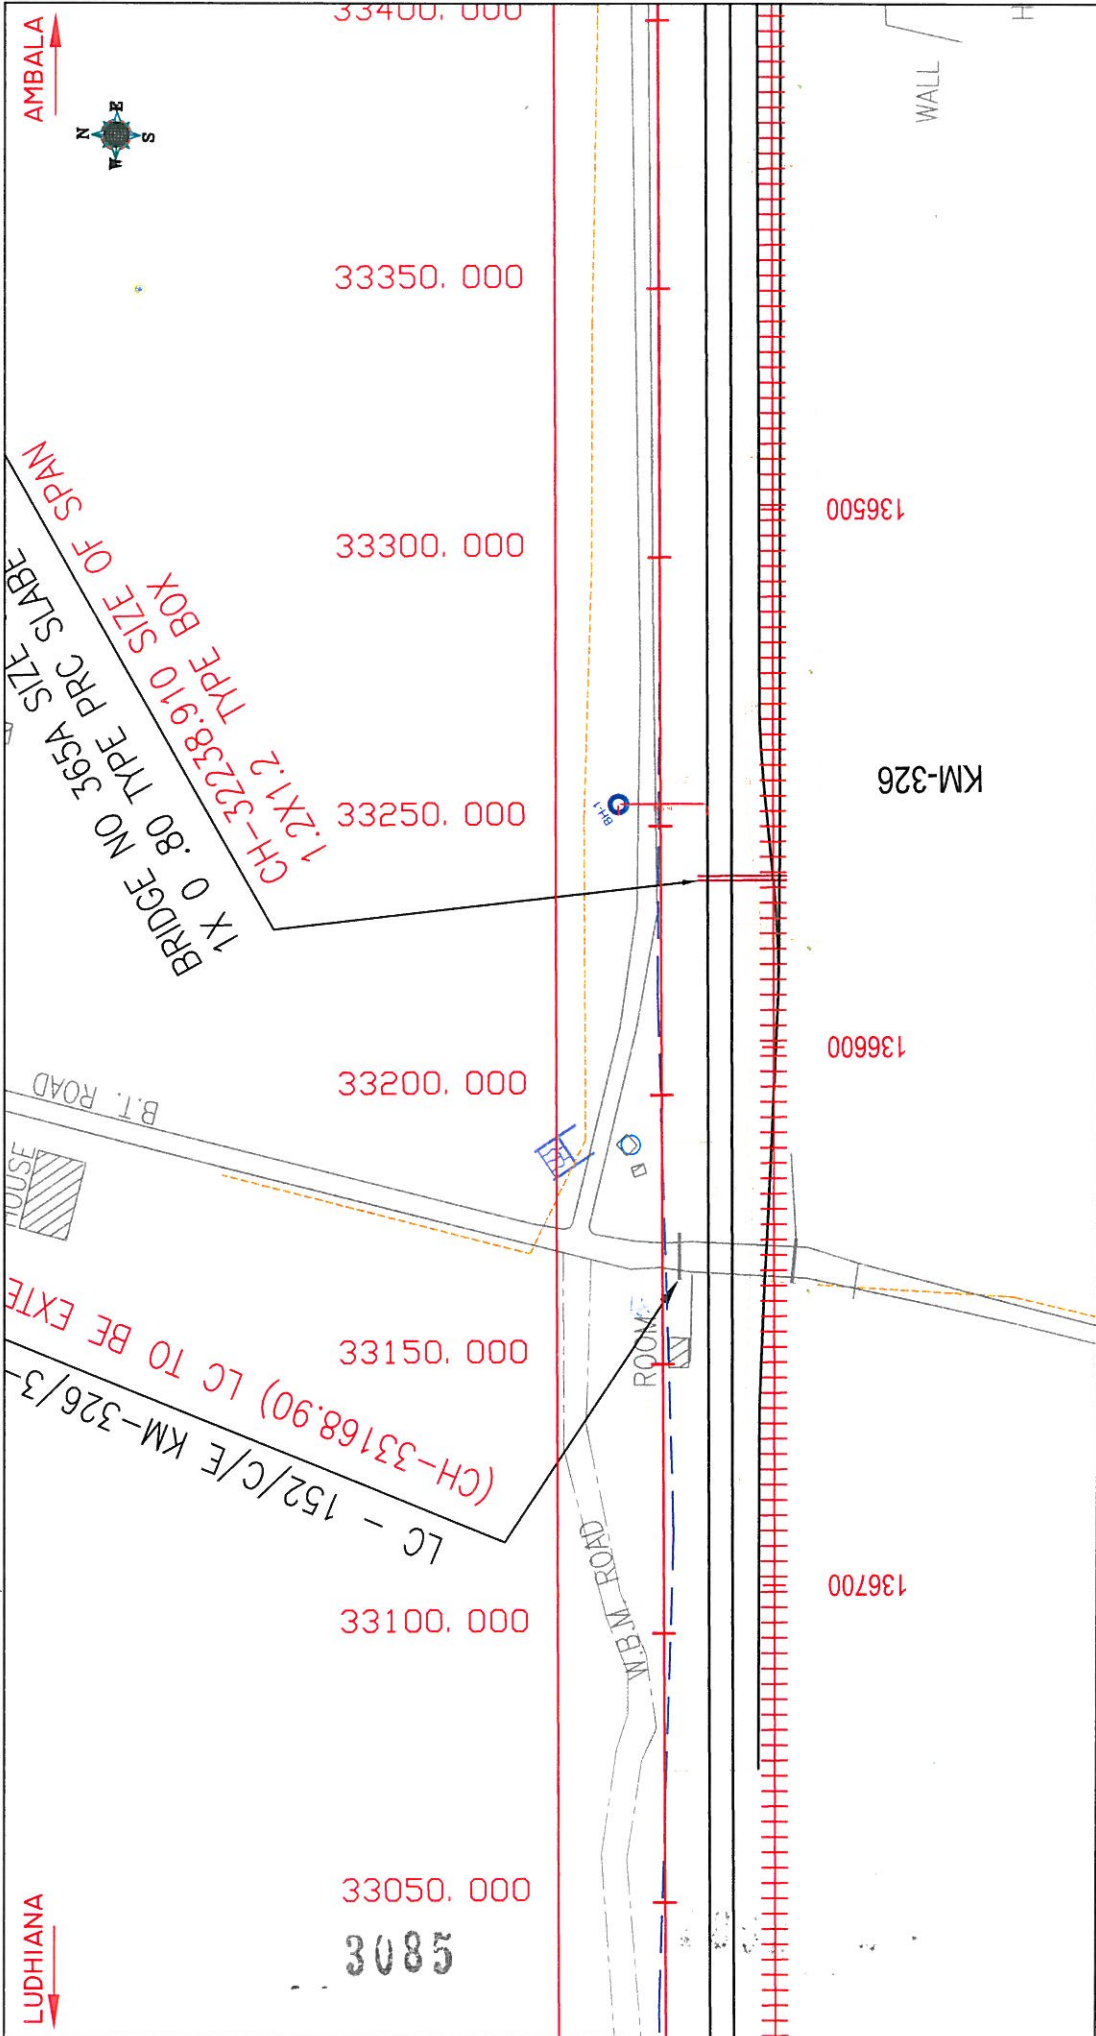 AMBALA
33400.000
H
WALL
N
E
W
S
33350.000
136500
33300.000
BRIDGE NO 365A SIZE
1X 0 .80 TYPE PRC SLABE
CH-32238.910 SIZE OF SPAN
1.2X1.2 TYPE BOX
KM-326
BH-1
33250.000
136600
33200.000
B.T. ROAD
HOUSE
33150.000
ROOM
LC - 152/C/E KM-326/3-
(CH-33168.90) LC TO BE EXTE
W.B.M. ROAD
136700
33100.000
33050.000
3085
LUDHIANA